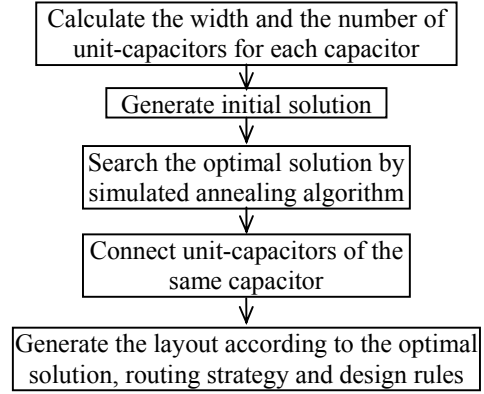 Calculate the width and the number of
unit-capacitors for each capacitor
Generate initial solution
Search the optimal solution by
simulated annealing algorithm
Connect unit-capacitors of the
same capacitor
Generate the layout according to the optimal
solution, routing strategy and design rules